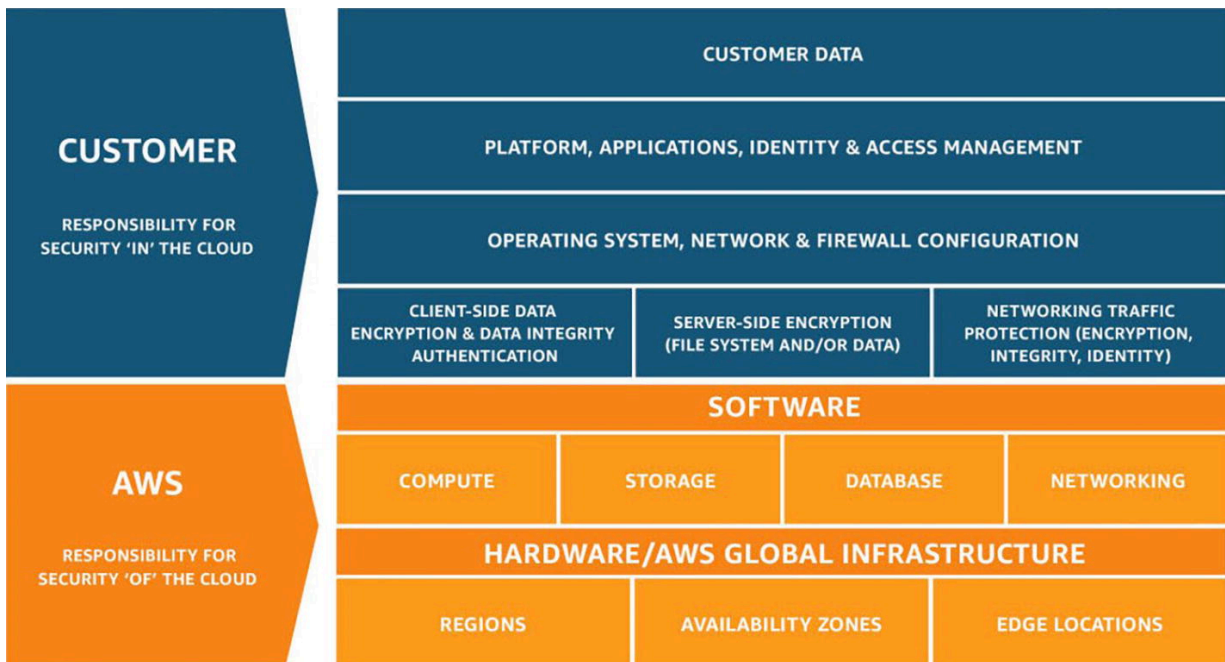 CUSTOMER
RESPONSIBILITY FOR
SECURITY ‘IN’ THE CLOUD
CUSTOMER DATA
PLATFORM, APPLICATIONS, IDENTITY & ACCESS MANAGEMENT
OPERATING SYSTEM, NETWORK & FIREWALL CONFIGURATION
CLIENT-SIDE DATA
ENCRYPTION & DATA INTEGRITY
AUTHENTICATION
SERVER-SIDE ENCRYPTION
(FILE SYSTEM AND/OR DATA)
NETWORKING TRAFFIC
PROTECTION (ENCRYPTION,
INTEGRITY, IDENTITY)
AWS
RESPONSIBILITY FOR
SECURITY ‘OF’ THE CLOUD
SOFTWARE
COMPUTE
STORAGE
DATABASE
NETWORKING
HARDWARE/AWS GLOBAL INFRASTRUCTURE
REGIONS
AVAILABILITY ZONES
EDGE LOCATIONS